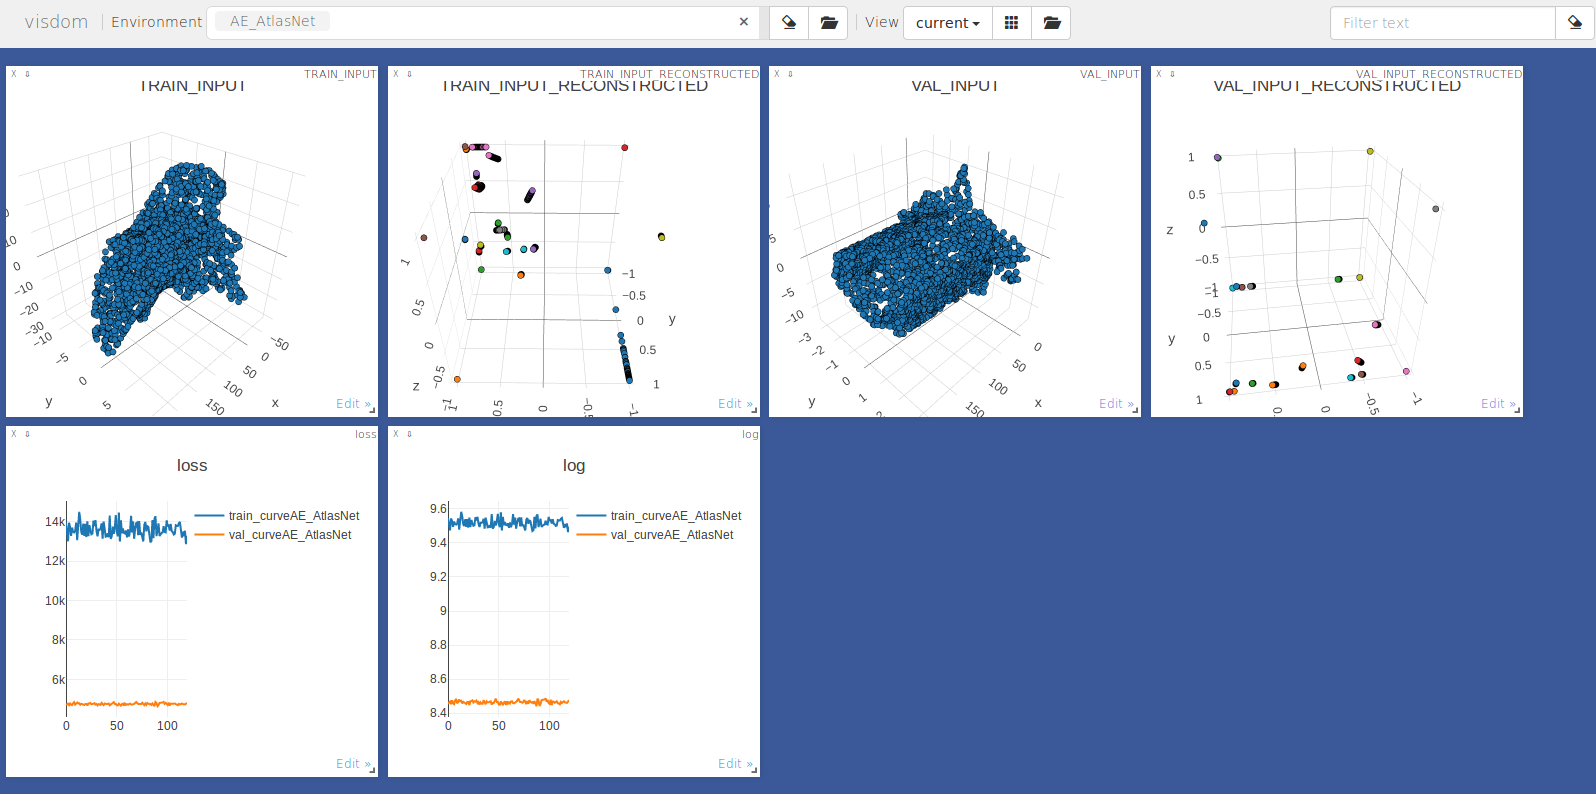 visdom Environment AE_AtlasNet × View current Filter text
X ⇩ TRAIN_INPUT
TRAIN_INPUT
10
0
−10
−20
−30
−10
−5
0
5
y
−50
0
50
100
150
x
Edit »
X ⇩ TRAIN_INPUT_RECONSTRUCTED
TRAIN_INPUT_RECONSTRUCTED
1
0.5
0
−0.5
−1
z
−1
−0.5
0
0.5
1
y
1
0.5
0
−0.5
−1
Edit »
X ⇩ VAL_INPUT
VAL_INPUT
5
0
−5
−10
−3
−2
−1
0
1
2
y
0
50
100
150
x
Edit »
X ⇩ VAL_INPUT_RECONSTRUCTED
VAL_INPUT_RECONSTRUCTED
1
0.5
z
0
−0.5
−1
−1
−0.5
y
0
0.5
1
0
−0.5
−1
Edit »
X ⇩ loss
loss
14k
12k
10k
8k
6k
0 50 100
train_curveAE_AtlasNet
val_curveAE_AtlasNet
Edit »
X ⇩ log
log
9.6
9.4
9.2
9
8.8
8.6
8.4
0 50 100
train_curveAE_AtlasNet
val_curveAE_AtlasNet
Edit »